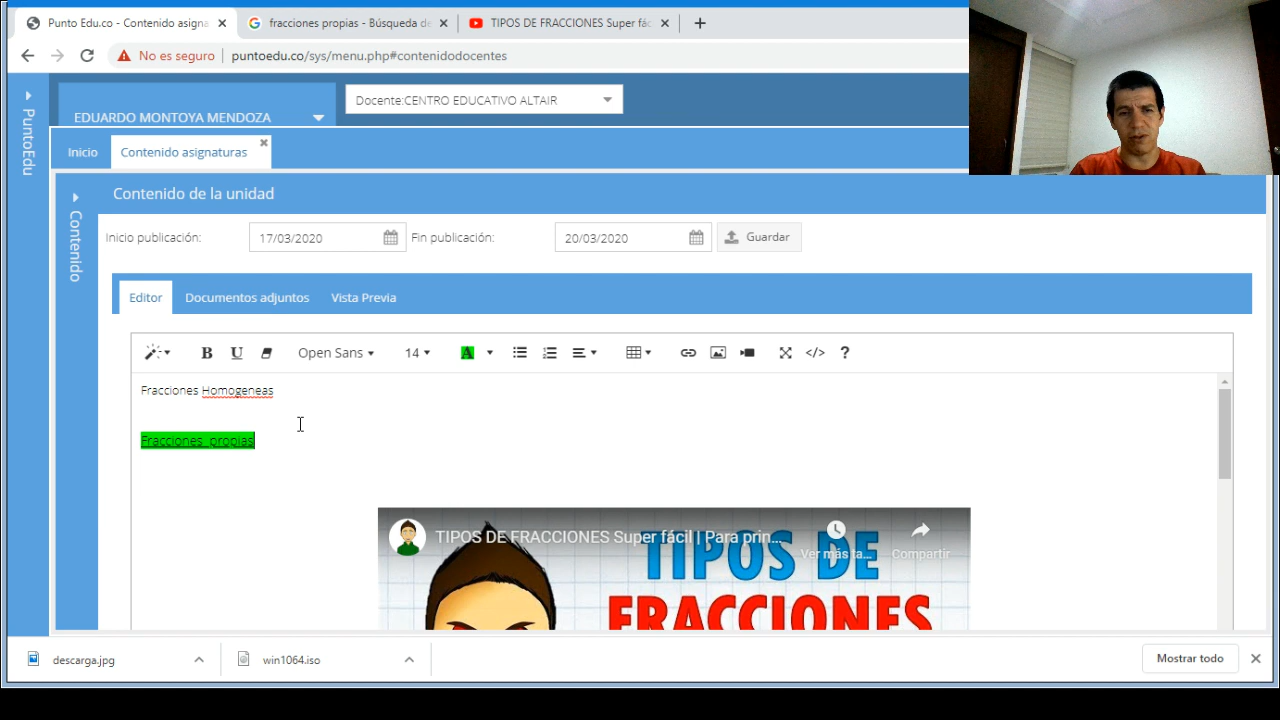 Punto Edu.co - Contenido asigna
fracciones propias - Búsqueda de
TIPOS DE FRACCIONES Super fác
No es seguro
puntoedu.co/sys/menu.php#contenidodocentes
PuntoEdu
EDUARDO MONTOYA MENDOZA
Docente:CENTRO EDUCATIVO ALTAIR
Inicio
Contenido asignaturas
Contenido
Contenido de la unidad
Inicio publicación:
17/03/2020
Fin publicación:
20/03/2020
Guardar
Editor
Documentos adjuntos
Vista Previa
B U Open Sans 14 A </> ?
Fracciones Homogeneas
Fracciones propias
TIPOS DE FRACCIONES Super fácil | Para prin...
Ver más ta...
Compartir
TIPOS DE
FRACCIONES
descarga.jpg
win1064.iso
Mostrar todo